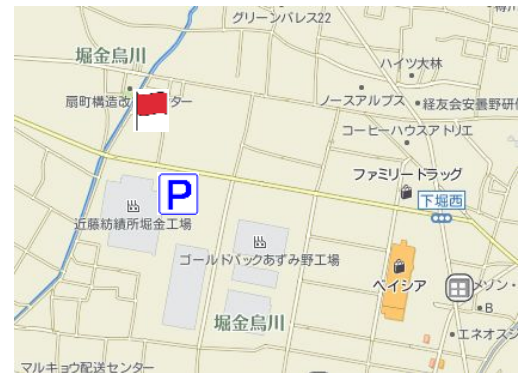 グリーンパレス22
堀金烏川
ハイツ大林
扇町構造改
ター
ノースアルプス
経友会安曇野研修
コーヒーハウスアトリエ
ファミリードラッグ
P
下堀西
近藤紡績所堀金工場
ゴールドパックあずみ野工場
ベイシア
メゾン・
B
堀金烏川
エネオスシ
マルキョウ配送センター